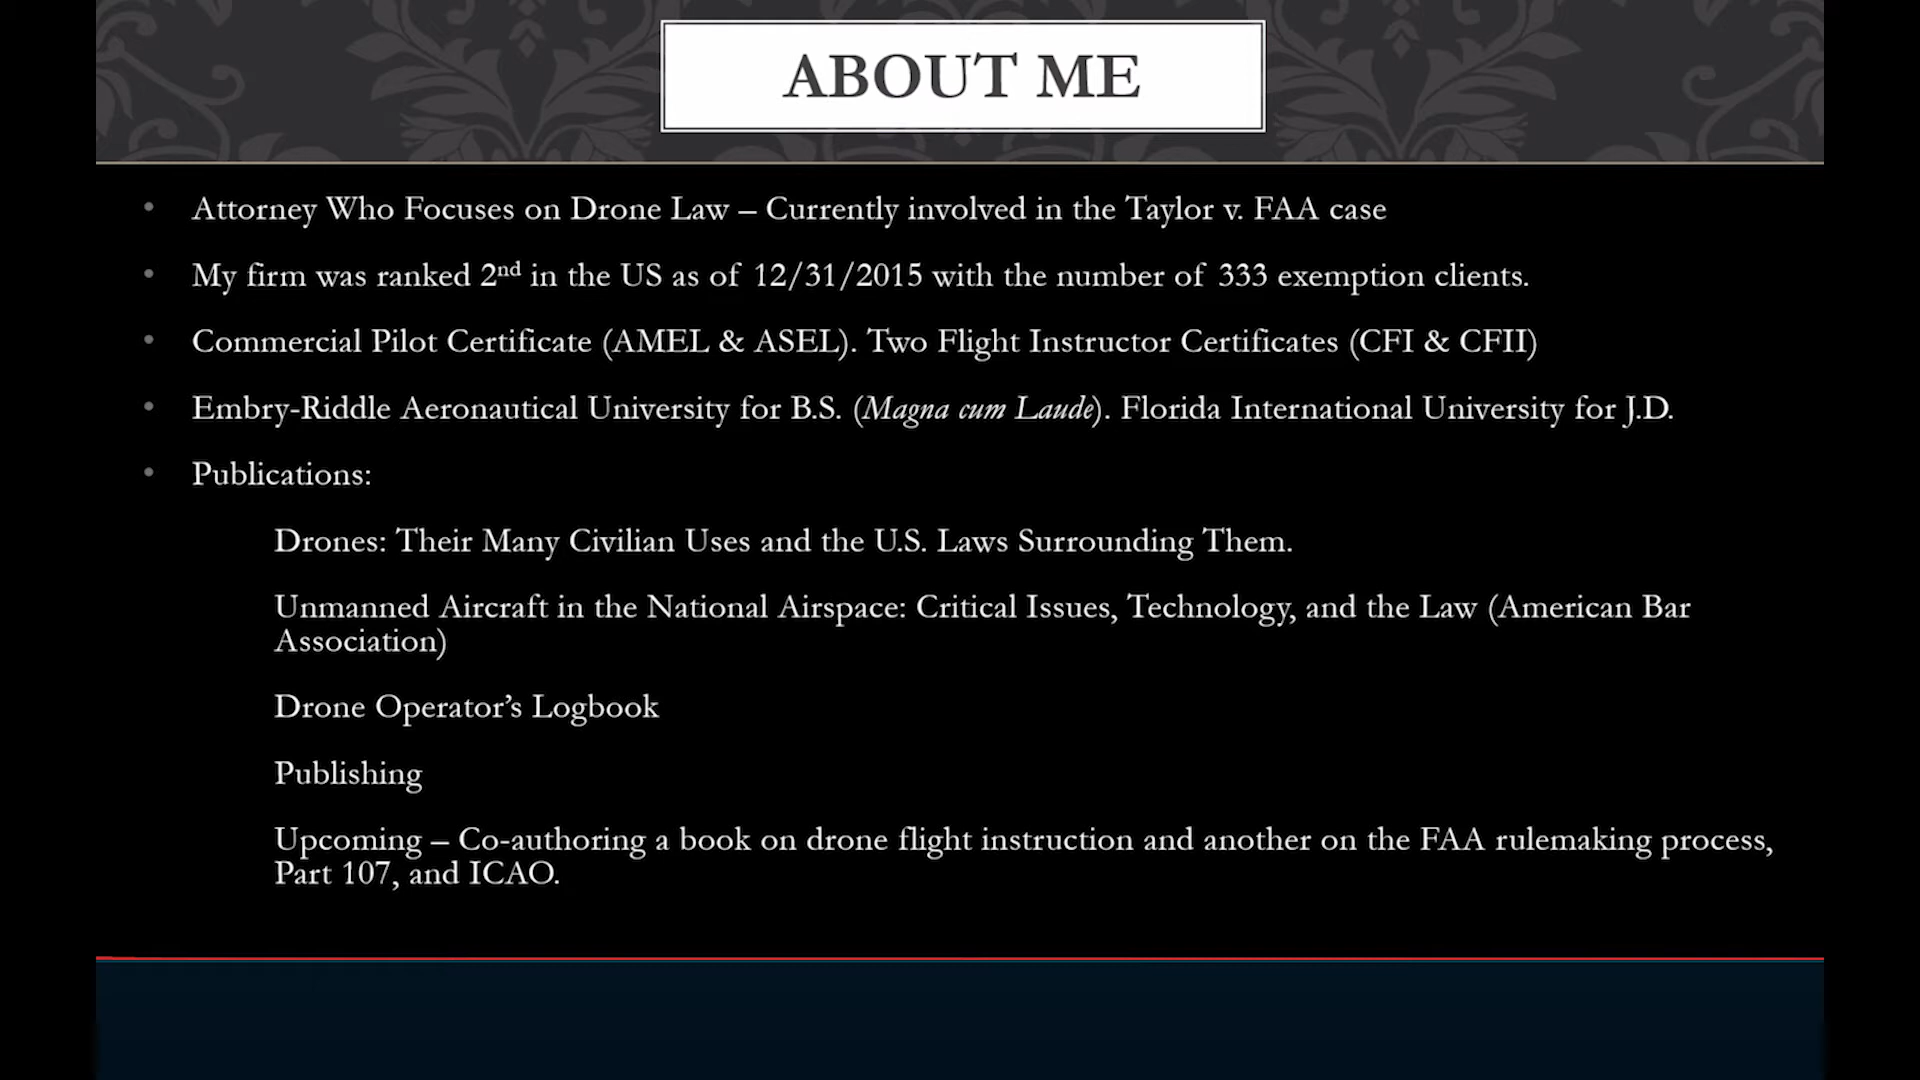 ABOUT ME
• Attorney Who Focuses on Drone Law – Currently involved in the Taylor v. FAA case
• My firm was ranked 2nd in the US as of 12/31/2015 with the number of 333 exemption clients.
• Commercial Pilot Certificate (AMEL & ASEL). Two Flight Instructor Certificates (CFI & CFII)
• Embry-Riddle Aeronautical University for B.S. (Magna cum Laude). Florida International University for J.D.
• Publications:
Drones: Their Many Civilian Uses and the U.S. Laws Surrounding Them.
Unmanned Aircraft in the National Airspace: Critical Issues, Technology, and the Law (American Bar
Association)
Drone Operator’s Logbook
Publishing
Upcoming – Co-authoring a book on drone flight instruction and another on the FAA rulemaking process,
Part 107, and ICAO.